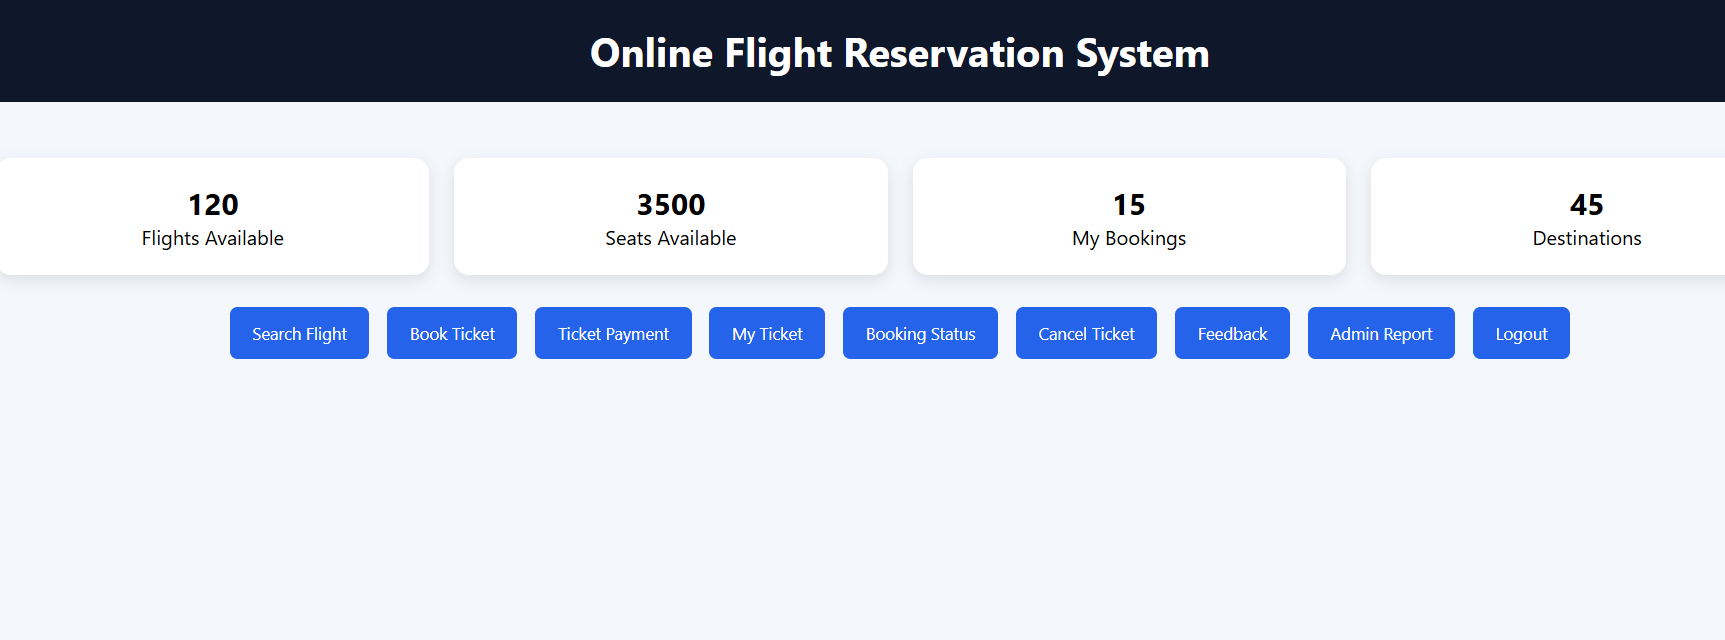 Online Flight Reservation System
120
Flights Available
3500
Seats Available
15
My Bookings
45
Destinations
Search Flight
Book Ticket
Ticket Payment
My Ticket
Booking Status
Cancel Ticket
Feedback
Admin Report
Logout